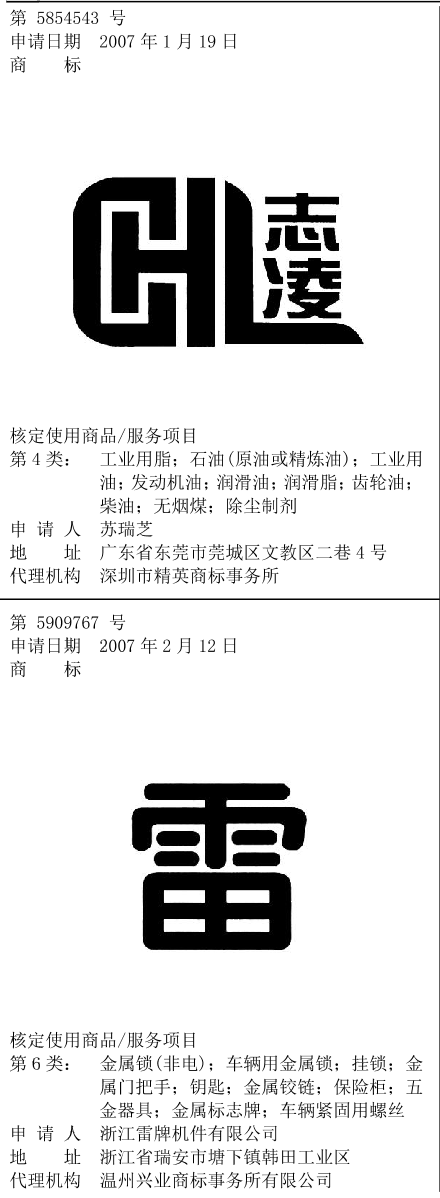 第 5854543 号
申请日期 2007 年 1 月 19 日
商 标
CHL
志
凌
核定使用商品/服务项目
第 4 类： 工业用脂；石油(原油或精炼油)；工业用
油；发动机油；润滑油；润滑脂；齿轮油；
柴油；无烟煤；除尘制剂
申 请 人 苏瑞芝
地 址 广东省东莞市莞城区文教区二巷 4 号
代理机构 深圳市精英商标事务所
第 5909767 号
申请日期 2007 年 2 月 12 日
商 标
雷
核定使用商品/服务项目
第 6 类： 金属锁(非电)；车辆用金属锁；挂锁；金
属门把手；钥匙；金属铰链；保险柜；五
金器具；金属标志牌；车辆紧固用螺丝
申 请 人 浙江雷牌机件有限公司
地 址 浙江省瑞安市塘下镇韩田工业区
代理机构 温州兴业商标事务所有限公司